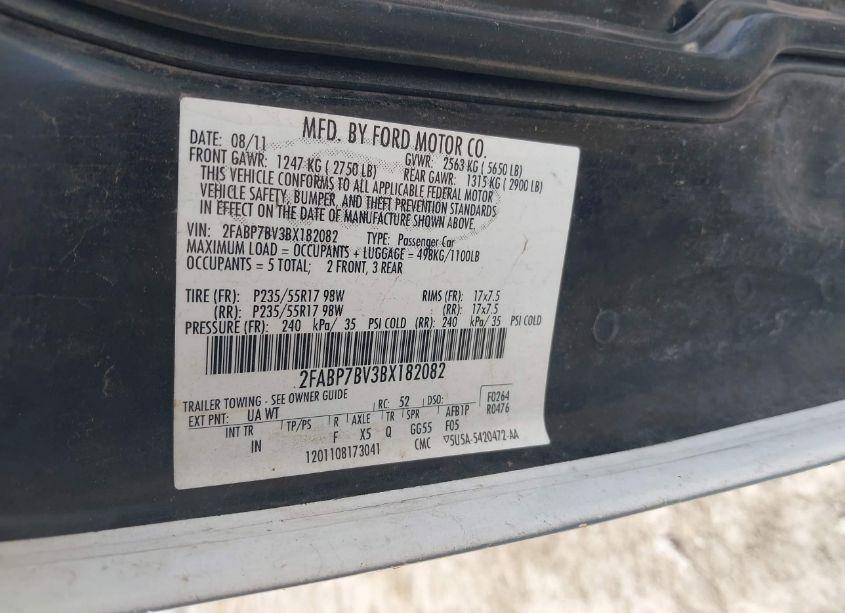 MFD. BY FORD MOTOR CO.
DATE: 08/11 GVWR: 2563 KG ( 5650 LB)
FRONT GAWR: 1247 KG ( 2750 LB) REAR GAWR: 1315 KG ( 2900 LB)
THIS VEHICLE CONFORMS TO ALL APPLICABLE FEDERAL MOTOR
VEHICLE SAFETY, BUMPER, AND THEFT PREVENTION STANDARDS
IN EFFECT ON THE DATE OF MANUFACTURE SHOWN ABOVE.
VIN: 2FABP7BV3BX182082 TYPE: Passenger Car
MAXIMUM LOAD = OCCUPANTS + LUGGAGE = 498KG/1100LB
OCCUPANTS = 5 TOTAL; 2 FRONT, 3 REAR
TIRE (FR): P235/55R17 98W RIMS (FR): 17x7.5
(RR): P235/55R17 98W (RR): 17x7.5
PRESSURE (FR): 240 kPa/ 35 PSI COLD (RR): 240 kPa/ 35 PSI COLD
2FABP7BV3BX182082
TRAILER TOWING - SEE OWNER GUIDE
EXT PNT: UA WT RC: 52 DSO: F0264
INT TR TP/PS R AXLE TR SPR AFB1P R0476
IN F X5 Q GG55 F05
1201108173041 CMC ▽5U5A-5420472-AA